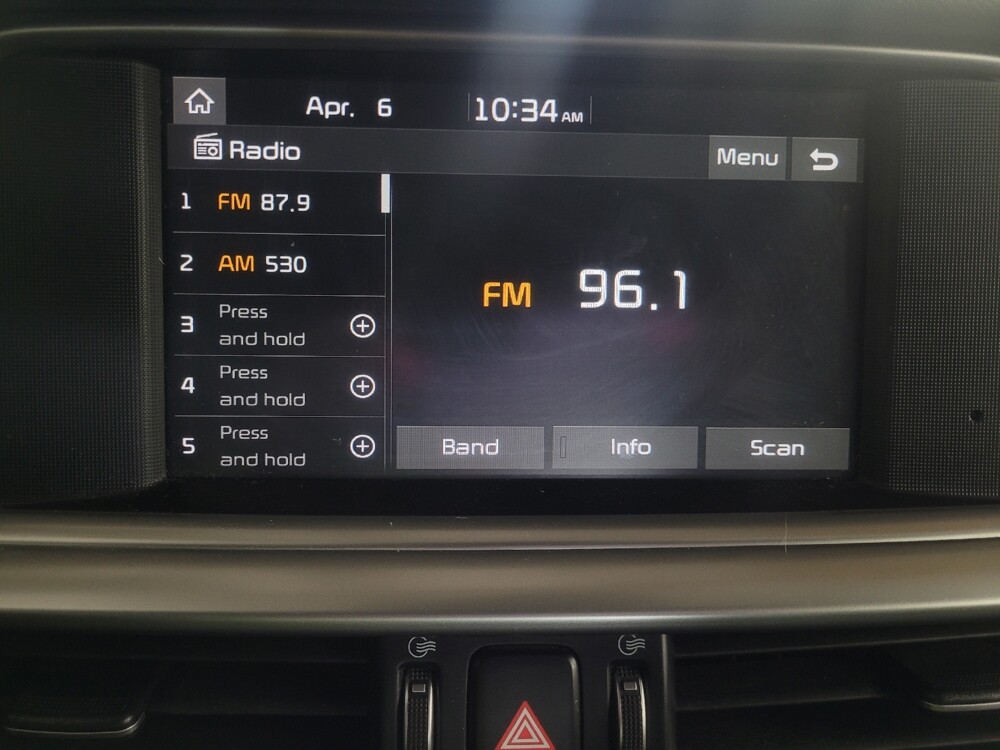 Apr. 6 10:34 AM
Radio Menu
1 FM 87.9
2 AM 530
3 Press
and hold
4 Press
and hold
5 Press
and hold
FM 96.1
Band Info Scan